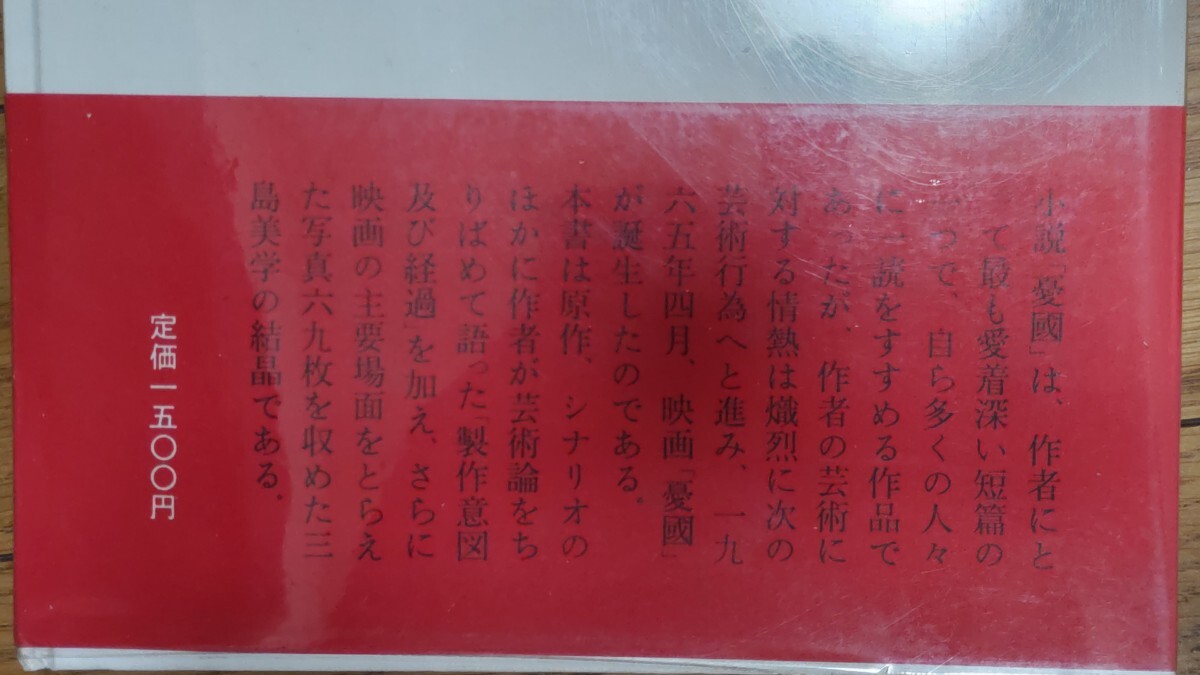 小説「憂國」は、作者にと
って最も愛着深い短篇の
一つで、自ら多くの人々
に一読をすすめる作品で
あったが、作者の芸術に
対する情熱は熾烈に次の
芸術行為へと進み、一九
六五年四月、映画「憂國」
が誕生したのである。
本書は原作、シナリオの
ほかに作者が芸術論をち
りばめて語った「製作意図
及び経過」を加え、さらに
映画の主要場面をとらえ
た写真六九枚を収めた三
島美学の結晶である。
定価一五〇〇円